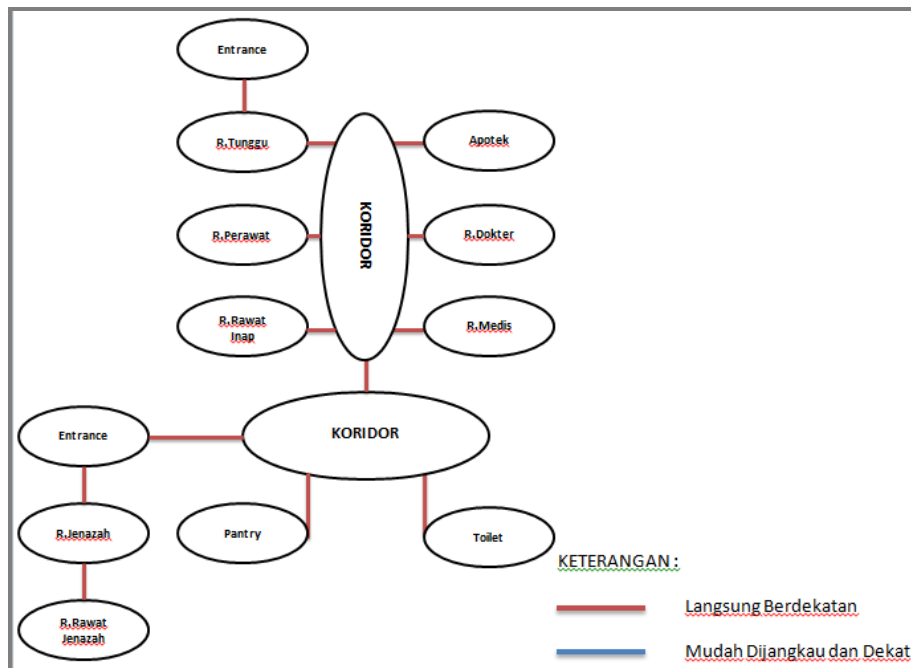 Entrance
R.Tunggu
Apotek
KORIDOR
R.Perawat
R.Dokter
R.Rawat
Inap
R.Medis
KORIDOR
Entrance
R.Jenazah
Pantry
Toilet
R.Rawat
Jenazah
KETERANGAN :
Langsung Berdekatan
Mudah Dijangkau dan Dekat